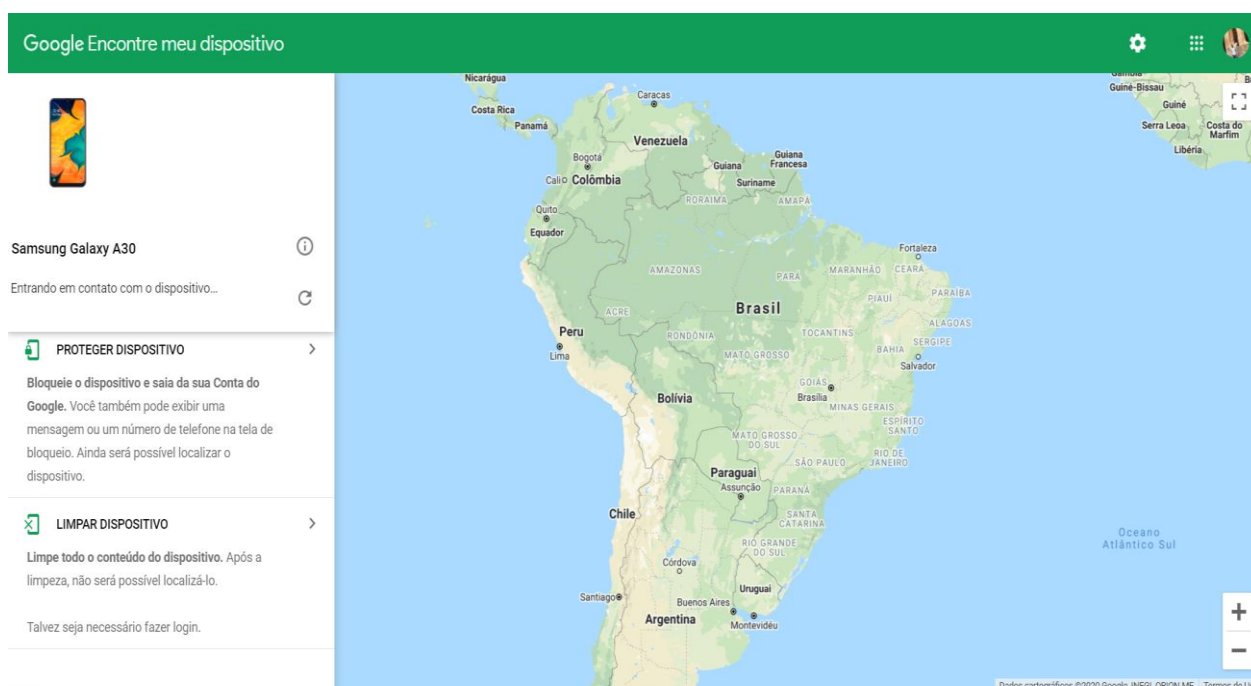 Google Encontre meu dispositivo
Samsung Galaxy A30
Entrando em contato com o dispositivo...
PROTEGER DISPOSITIVO
Bloqueie o dispositivo e saia da sua Conta do
Google. Você também pode exibir uma
mensagem ou um número de telefone na tela de
bloqueio. Ainda será possível localizar o
dispositivo.
LIMPAR DISPOSITIVO
Limpe todo o conteúdo do dispositivo. Após a
limpeza, não será possível localizá-lo.
Talvez seja necessário fazer login.
Nicarágua
Costa Rica
Panamá
Caracas
Venezuela
Bogotá
Cali
Colômbia
Guiana
Guiana
Francesa
Suriname
RORAIMA
AMAPÁ
Quito
Equador
Fortaleza
AMAZONAS
PARÁ
MARANHÃO
CEARÁ
PIAUÍ
PARAÍBA
ACRE
Brasil
Peru
Lima
RONDÔNIA
TOCANTINS
ALAGOAS
SERGIPE
MATO GROSSO
BAHIA
Salvador
GOIÁS
Brasília
Bolívia
MINAS GERAIS
ESPÍRITO
SANTO
MATO GROSSO
DO SUL
SÃO PAULO
RIO DE
JANEIRO
Paraguai
Assunção
PARANÁ
Chile
SANTA
CATARINA
RIO GRANDE
DO SUL
Córdova
Santiago
Uruguai
Buenos Aires
Argentina
Montevidéu
Guiné-Bissau
Guiné
Serra Leoa
Costa do
Marfim
Libéria
Oceano
Atlântico Sul